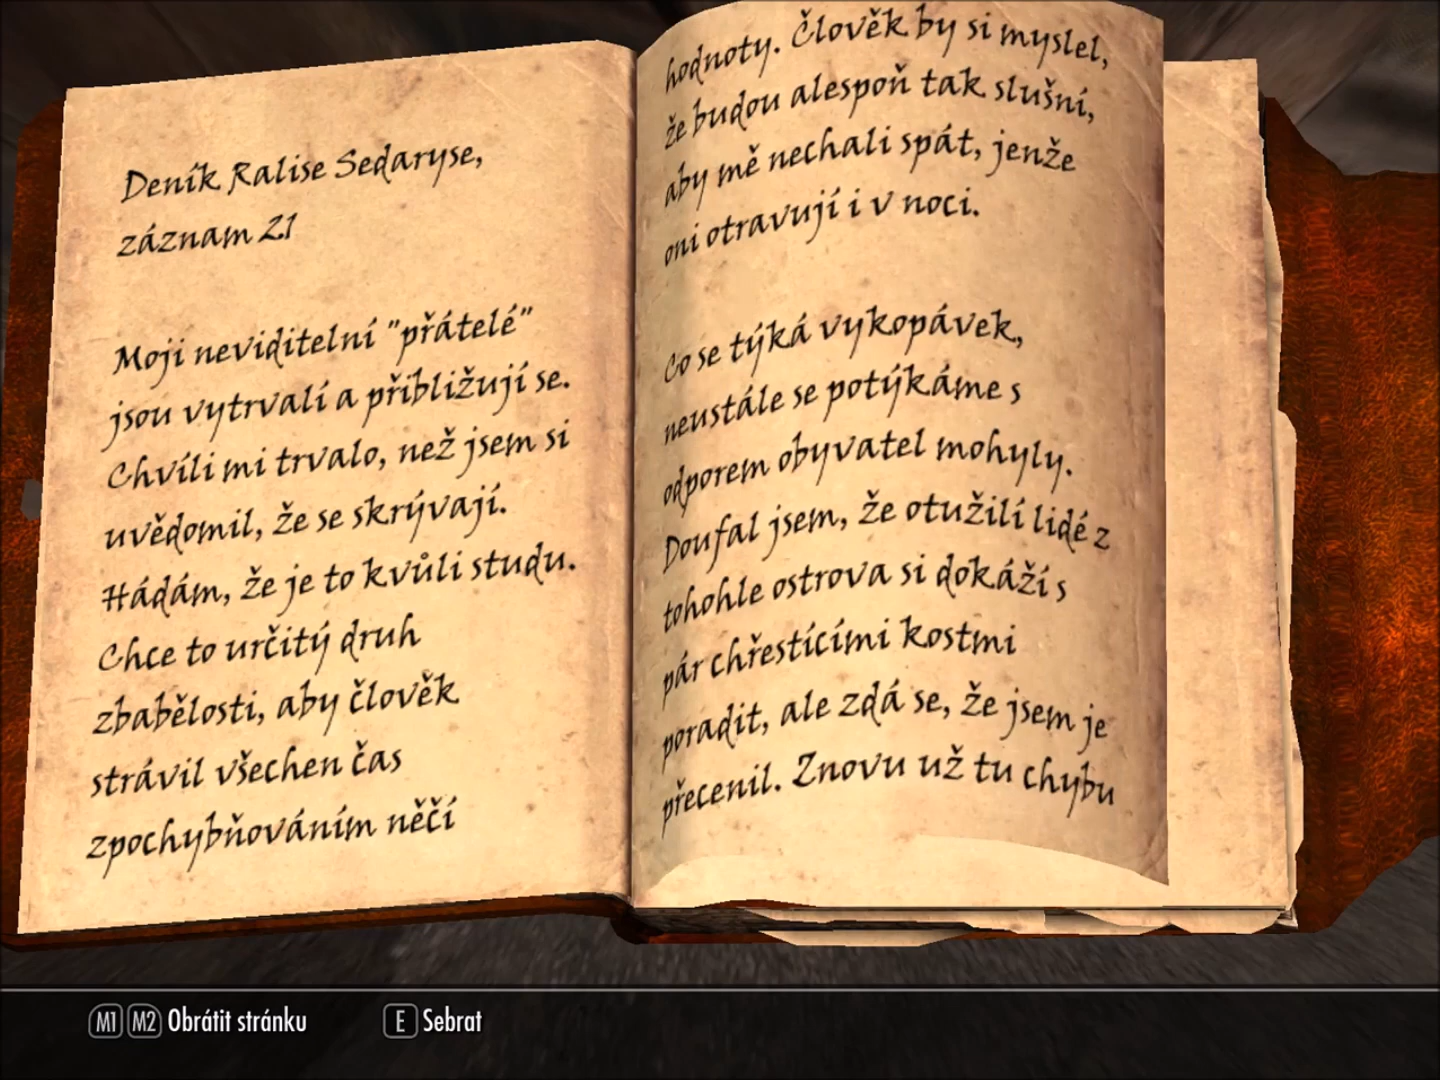 Deník Ralise Sedaryse,
záznam 21
Moji neviditelní "přátelé"
jsou vytrvalí a přibližují se.
Chvíli mi trvalo, než jsem si
uvědomil, že se skrývají.
Hádám, že je to kvůli studu.
Chce to určitý druh
zbabělosti, aby člověk
strávil všechen čas
zpochybňováním něčí
hodnoty. Člověk by si myslel,
že budou alespoň tak slušní,
aby mě nechali spát, jenže
oni otravují i v noci.
Co se týká vykopávek,
neustále se potýkáme s
odporem obyvatel mohyly.
Doufal jsem, že otužilí lidé z
tohohle ostrova si dokáží s
pár chřestícími kostmi
poradit, ale zdá se, že jsem je
přecenil. Znovu už tu chybu
M1 M2 Obrátit stránku
E Sebrat